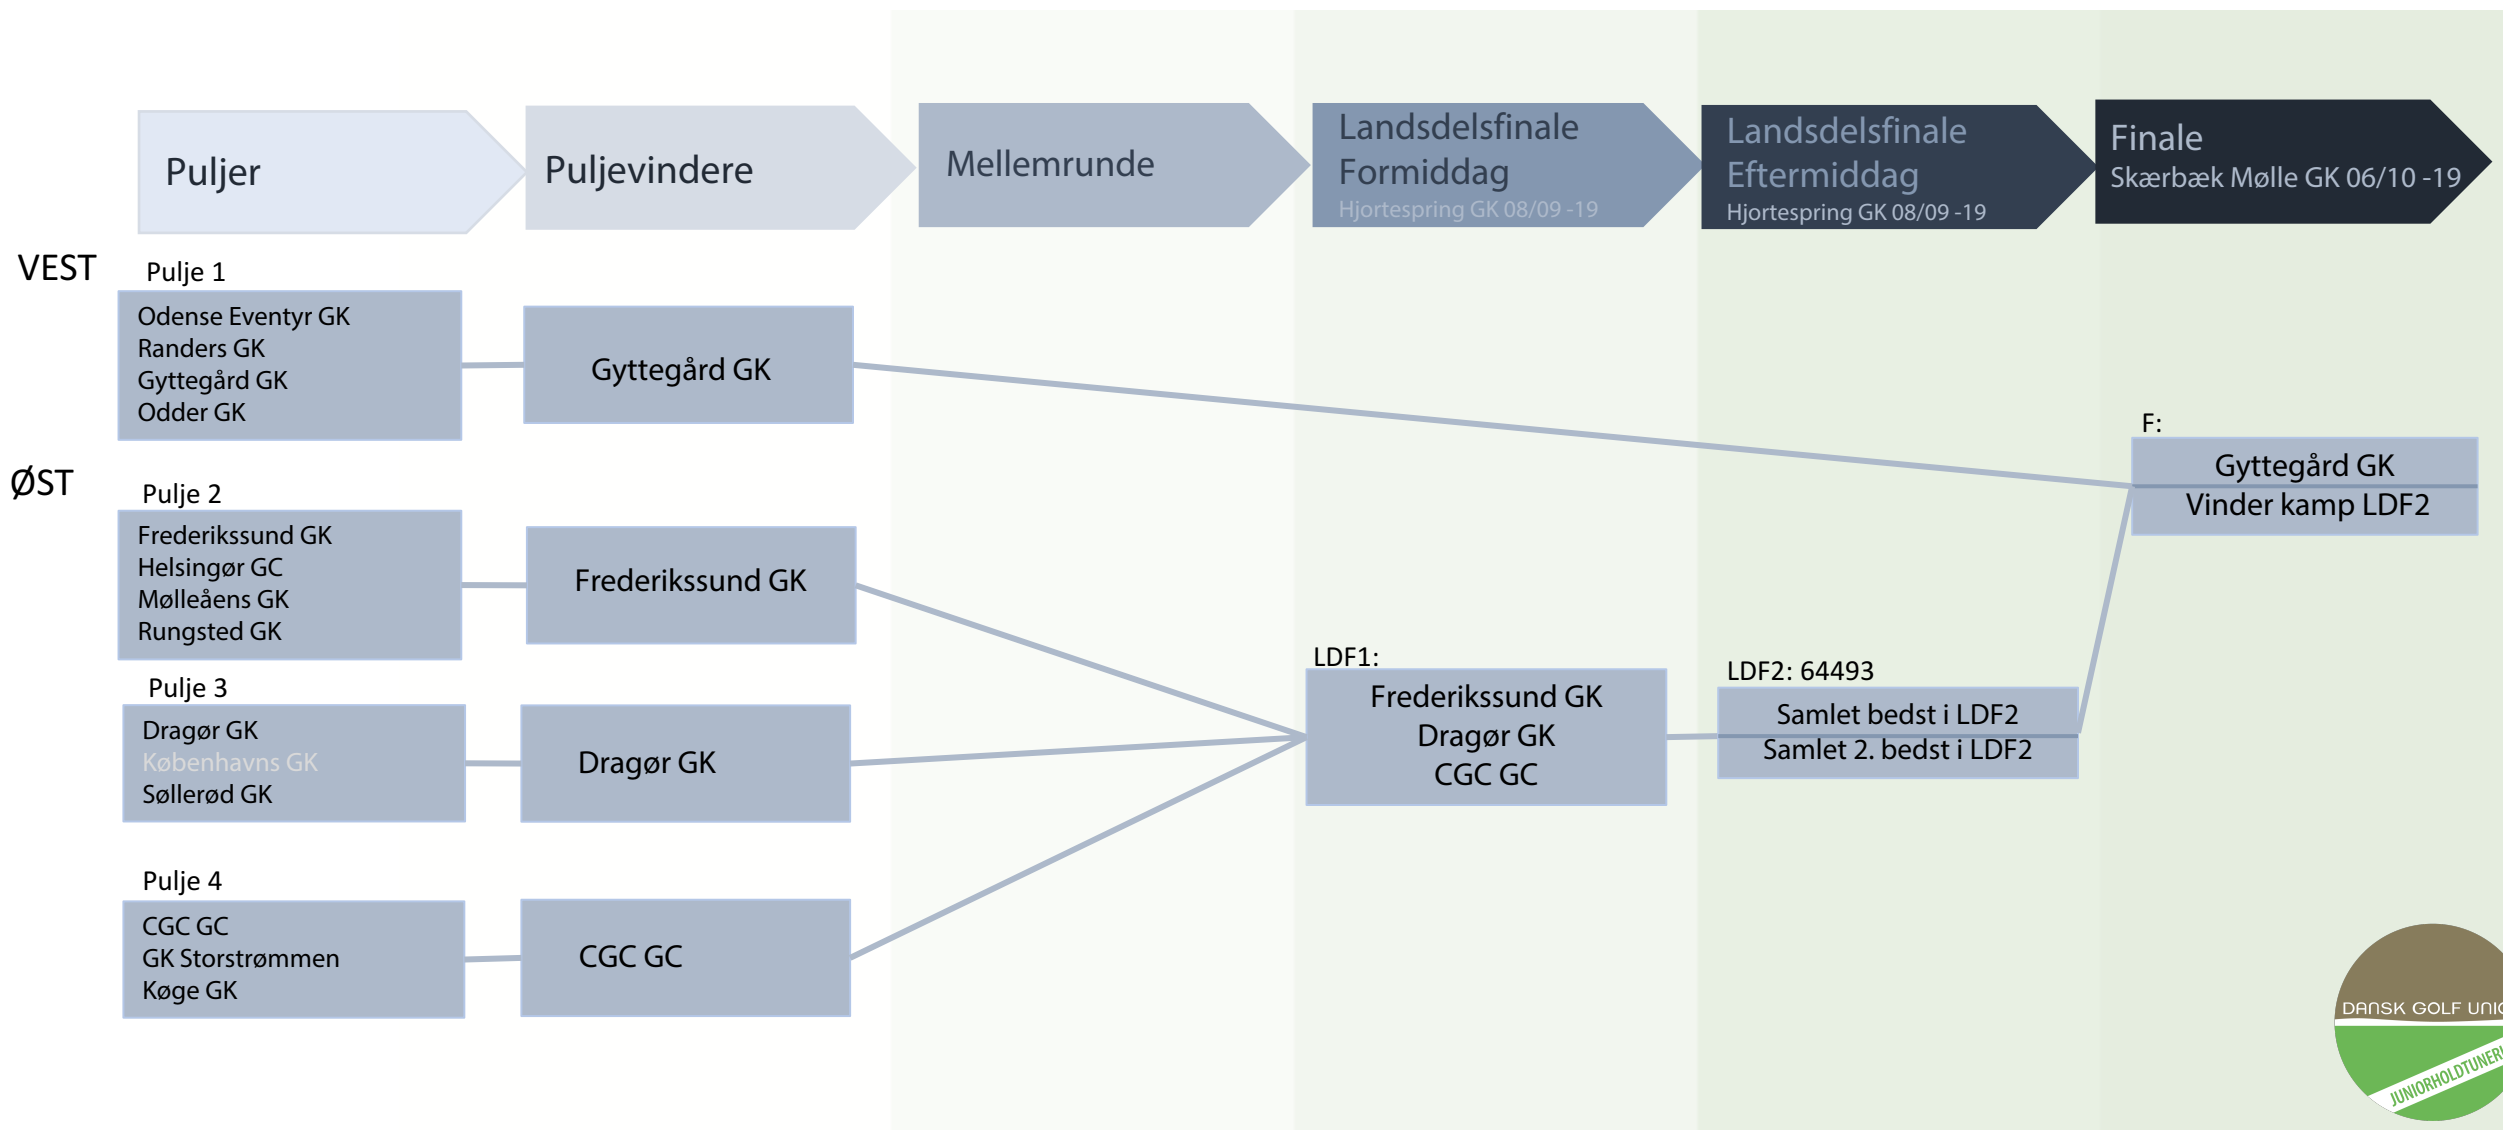 Puljer
Puljevindere
Mellemrunde
Landsdelsfinale
Formiddag
Hjortespring GK 08/09 -19
Landsdelsfinale
Eftermiddag
Hjortespring GK 08/09 -19
Finale
Skærbæk Mølle GK 06/10 -19
VEST
Pulje 1
Odense Eventyr GK
Randers GK
Gyttegård GK
Odder GK
Gyttegård GK
F:
Gyttegård GK
Vinder kamp LDF2
ØST
Pulje 2
Frederikssund GK
Helsingør GC
Mølleåens GK
Rungsted GK
Frederikssund GK
LDF1:
Frederikssund GK
Dragør GK
CGC GC
LDF2: 64493
Samlet bedst i LDF2
Samlet 2. bedst i LDF2
Pulje 3
Dragør GK
Københavns GK
Søllerød GK
Dragør GK
Pulje 4
CGC GC
GK Storstrømmen
Køge GK
CGC GC
DANSK GOLF UNIO
JUNIORHOLDTUNERI